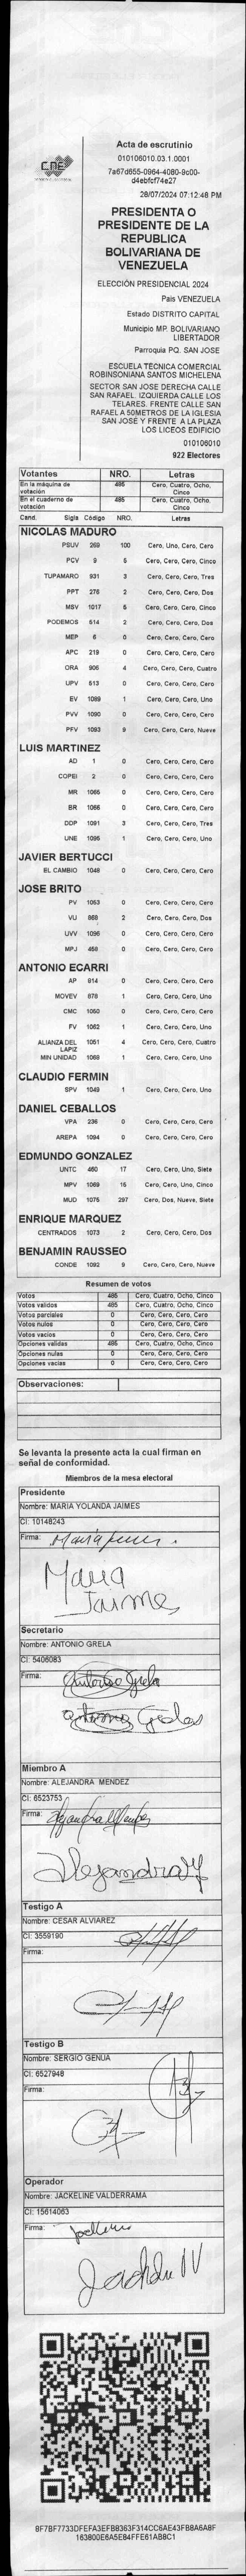 CNE
Acta de escrutinio
010106010.03.1.0001
7a67d655-0964-4080-9c00-
d4ebfcf74e27
28/07/2024 07:12:48 PM
PRESIDENTA O
PRESIDENTE DE LA
REPUBLICA
BOLIVARIANA DE
VENEZUELA
ELECCIÓN PRESIDENCIAL 2024
Pais VENEZUELA
Estado DISTRITO CAPITAL
Municipio MP. BOLIVARIANO
LIBERTADOR
Parroquia PQ. SAN JOSE
ESCUELA TÉCNICA COMERCIAL
ROBINSONIANA SANTOS MICHELENA
SECTOR SAN JOSE DERECHA CALLE
SAN RAFAEL. IZQUIERDA CALLE LOS
TELARES. FRENTE CALLE SAN
RAFAEL A 50METROS DE LA IGLESIA
SAN JOSÉ Y FRENTE A LA PLAZA
LOS LICEOS EDIFICIO
010106010
922 Electores
Votantes NRO. Letras
En la máquina de votación 485 Cero, Cuatro, Ocho, Cinco
En el cuaderno de votación 485 Cero, Cuatro, Ocho, Cinco
Cand. Sigla Código NRO. Letras
NICOLAS MADURO
PSUV 269 100 Cero, Uno, Cero, Cero
PCV 9 5 Cero, Cero, Cero, Cinco
TUPAMARO 931 3 Cero, Cero, Cero, Tres
PPT 276 2 Cero, Cero, Cero, Dos
MSV 1017 5 Cero, Cero, Cero, Cinco
PODEMOS 514 2 Cero, Cero, Cero, Dos
MEP 6 0 Cero, Cero, Cero, Cero
APC 219 0 Cero, Cero, Cero, Cero
ORA 906 4 Cero, Cero, Cero, Cuatro
UPV 513 0 Cero, Cero, Cero, Cero
EV 1089 1 Cero, Cero, Cero, Uno
PVV 1090 0 Cero, Cero, Cero, Cero
PFV 1093 9 Cero, Cero, Cero, Nueve
LUIS MARTINEZ
AD 1 0 Cero, Cero, Cero, Cero
COPEI 2 0 Cero, Cero, Cero, Cero
MR 1065 0 Cero, Cero, Cero, Cero
BR 1066 0 Cero, Cero, Cero, Cero
DDP 1091 3 Cero, Cero, Cero, Tres
UNE 1095 1 Cero, Cero, Cero, Uno
JAVIER BERTUCCI
EL CAMBIO 1048 0 Cero, Cero, Cero, Cero
JOSE BRITO
PV 1053 0 Cero, Cero, Cero, Cero
VU 868 2 Cero, Cero, Cero, Dos
UVV 1096 0 Cero, Cero, Cero, Cero
MPJ 459 0 Cero, Cero, Cero, Cero
ANTONIO ECARRI
AP 814 0 Cero, Cero, Cero, Cero
MOVEV 878 1 Cero, Cero, Cero, Uno
CMC 1050 0 Cero, Cero, Cero, Cero
FV 1062 1 Cero, Cero, Cero, Uno
ALIANZA DEL LAPIZ 1051 4 Cero, Cero, Cero, Cuatro
MIN UNIDAD 1068 1 Cero, Cero, Cero, Uno
CLAUDIO FERMIN
SPV 1049 1 Cero, Cero, Cero, Uno
DANIEL CEBALLOS
VPA 236 0 Cero, Cero, Cero, Cero
AREPA 1094 0 Cero, Cero, Cero, Cero
EDMUNDO GONZALEZ
UNTC 460 17 Cero, Cero, Uno, Siete
MPV 1069 15 Cero, Cero, Uno, Cinco
MUD 1075 297 Cero, Dos, Nueve, Siete
ENRIQUE MARQUEZ
CENTRADOS 1073 2 Cero, Cero, Cero, Dos
BENJAMIN RAUSSEO
CONDE 1092 9 Cero, Cero, Cero, Nueve
Resumen de votos
Votos 485 Cero, Cuatro, Ocho, Cinco
Votos validos 485 Cero, Cuatro, Ocho, Cinco
Votos parciales 0 Cero, Cero, Cero, Cero
Votos nulos 0 Cero, Cero, Cero, Cero
Votos vacios 0 Cero, Cero, Cero, Cero
Opciones validas 485 Cero, Cuatro, Ocho, Cinco
Opciones nulas 0 Cero, Cero, Cero, Cero
Opciones vacias 0 Cero, Cero, Cero, Cero
Observaciones:
Se levanta la presente acta la cual firman en
señal de conformidad.
Miembros de la mesa electoral
Presidente
Nombre: MARIA YOLANDA JAIMES
CI: 10148243
Firma:
Maria
Jaimes
Secretario
Nombre: ANTONIO GRELA
CI: 5406083
Firma: Antonio Grela
Miembro A
Nombre: ALEJANDRA MENDEZ
CI: 6523753
Firma: Alejandra Mendez
Alejandra M
Testigo A
Nombre: CESAR ALVIAREZ
CI: 3559190
Firma:
Testigo B
Nombre: SERGIO GENUA
CI: 6527948
Firma:
Operador
Nombre: JACKELINE VALDERRAMA
CI: 15614063
Firma:
BF7BF7733DFEFA3EFB8363F314CC6AE43FB8A6A8F
163800E6A5E84FFE61AB8C1